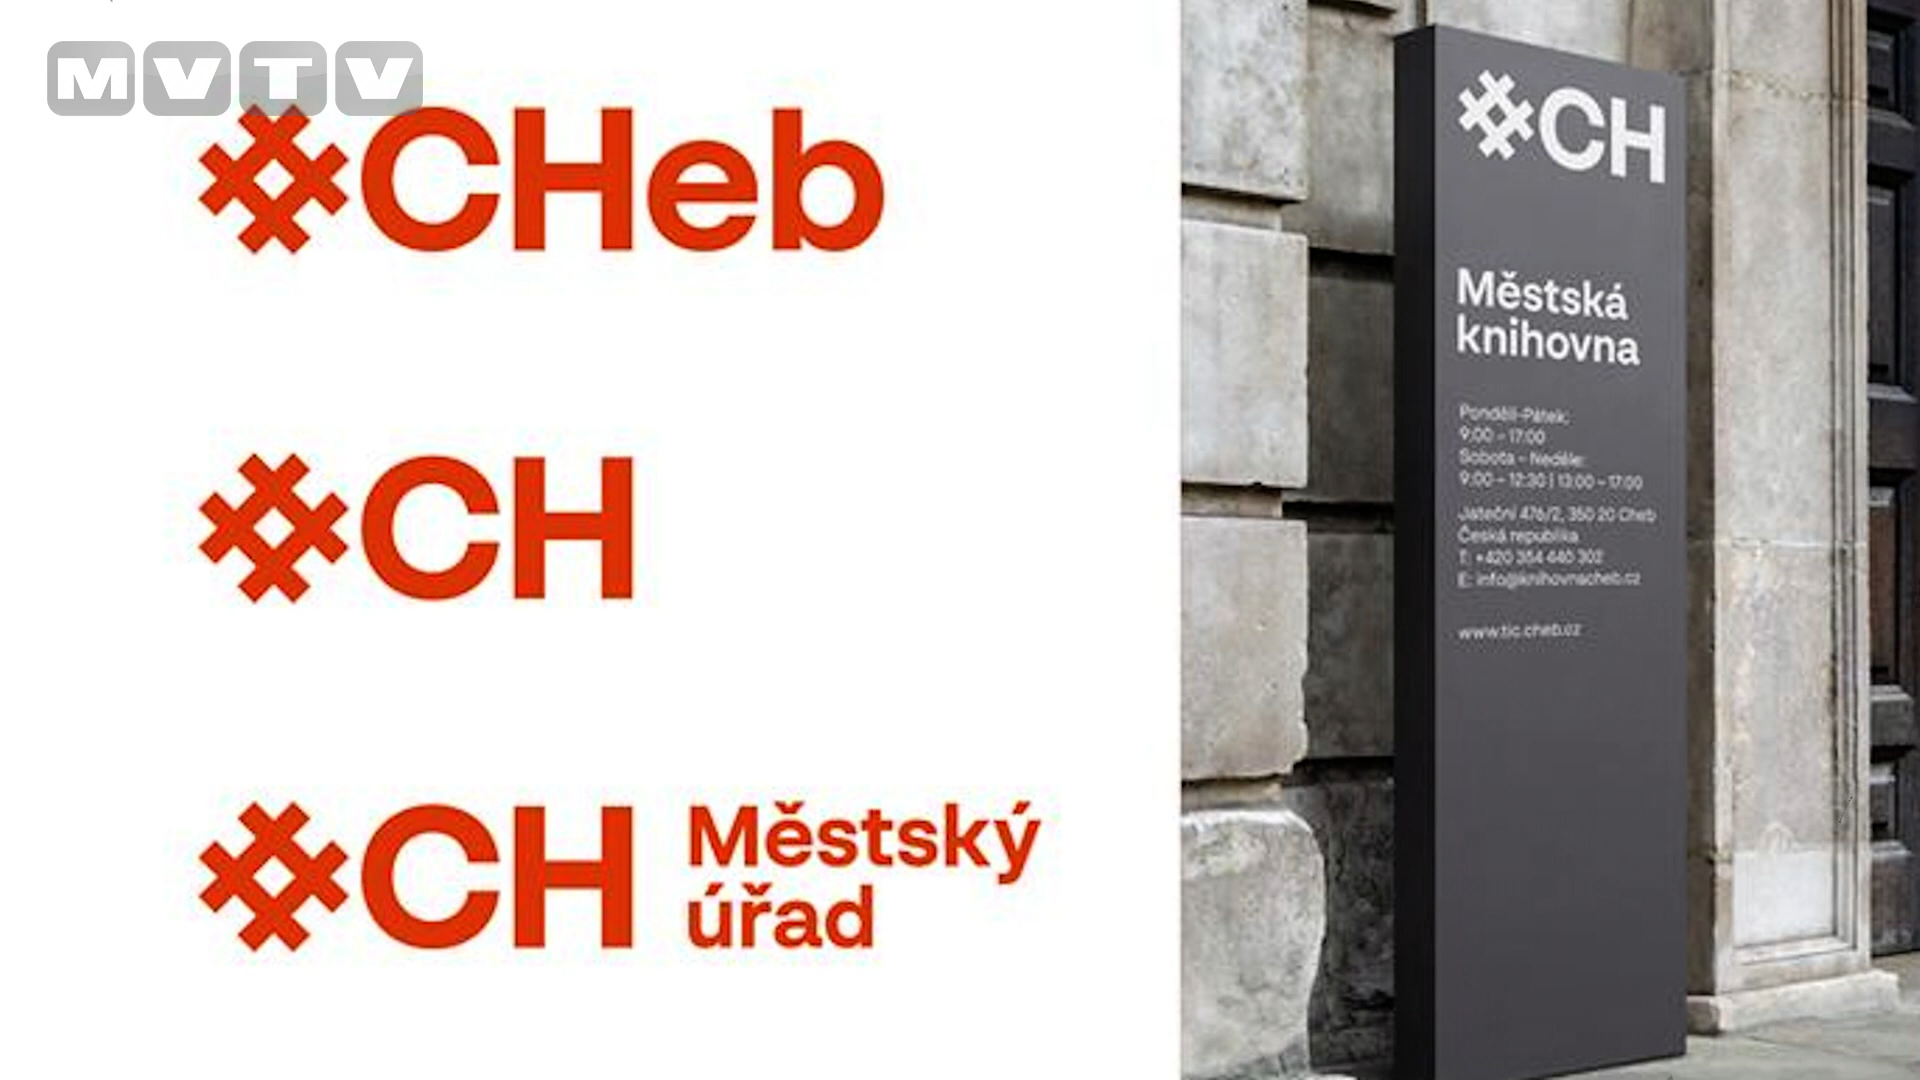 MVTV
CHeb
CH
CH Městský
úřad
CH
Městská
knihovna
Pondělí-Pátek:
9:00 - 17:00
Sobota - Neděle:
9:00 - 12:30 | 13:00 - 17:00
Jateční 476/2, 350 20 Cheb
Česká republika
T: +420 354 440 302
E: info@knihovnacheb.cz
www.tic.cheb.cz